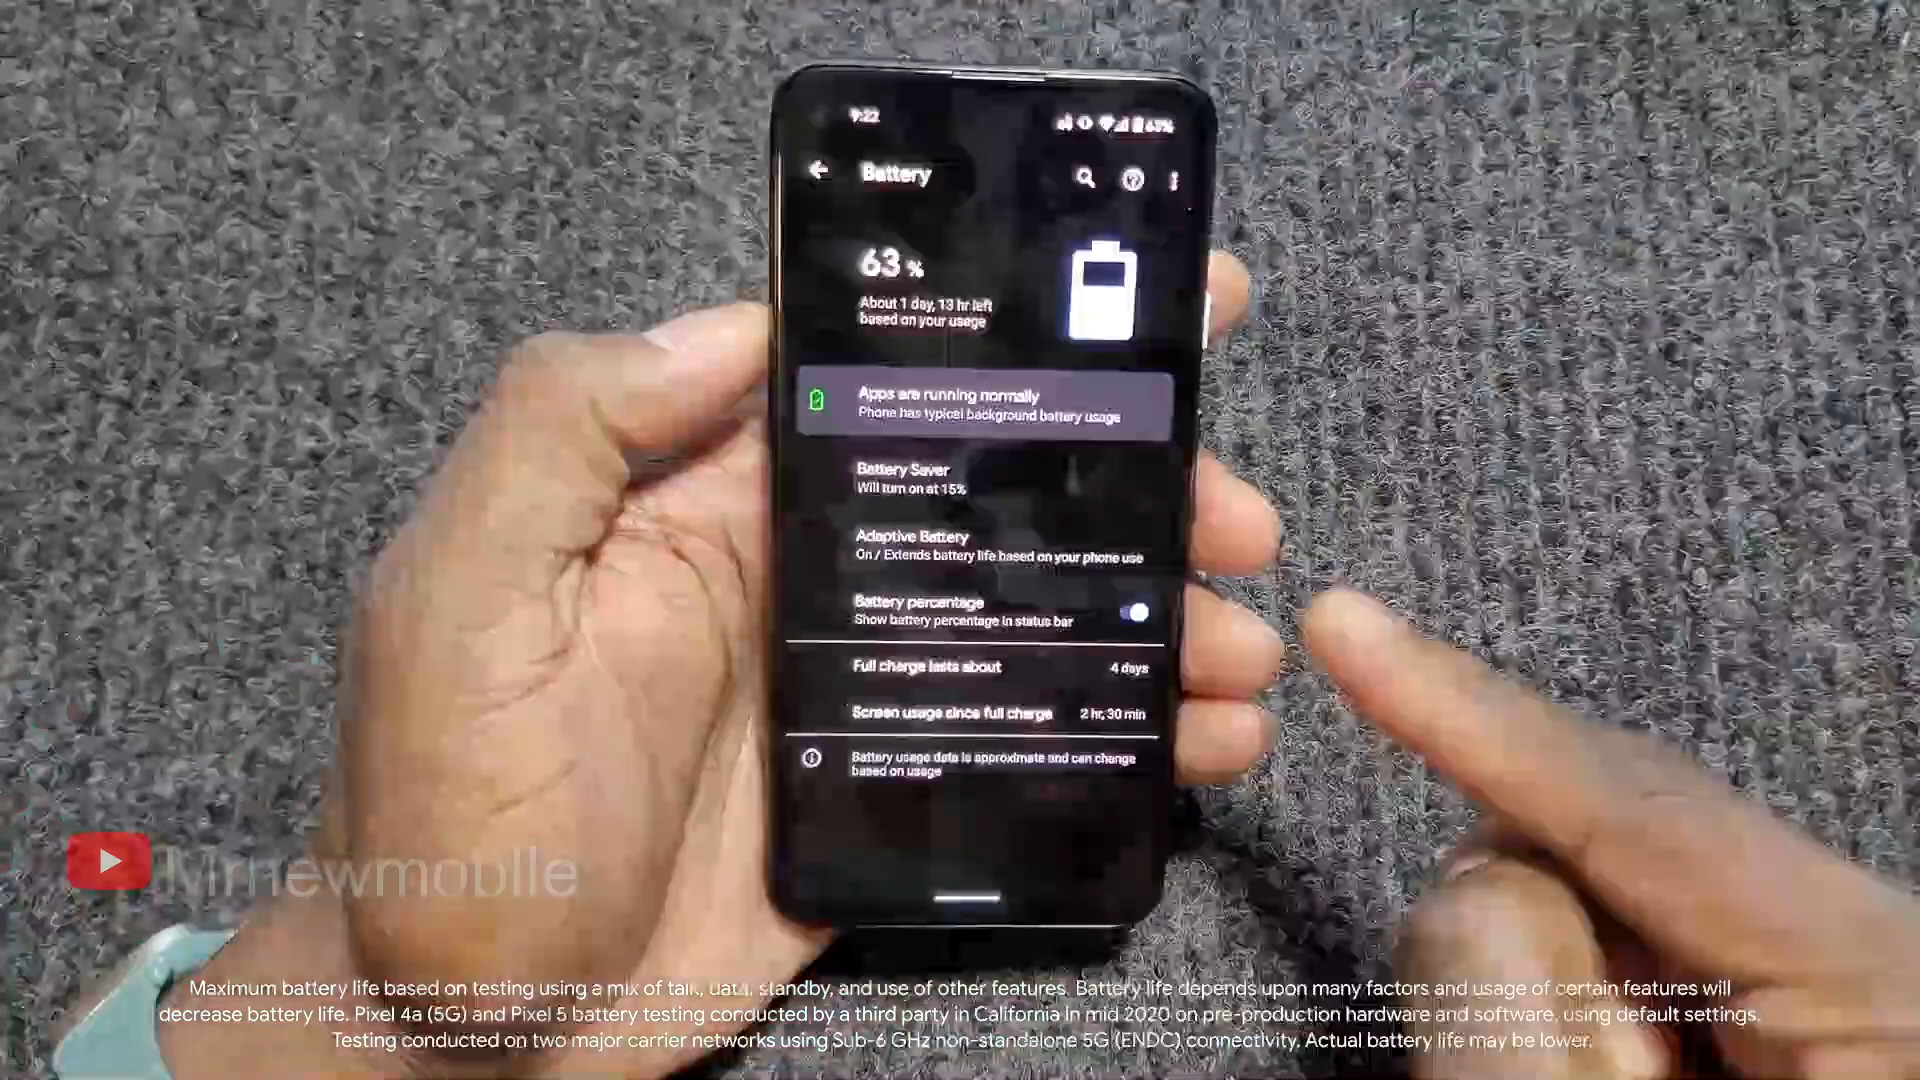 9:22
63%
Battery
63 %
About 1 day, 13 hr left
based on your usage
Apps are running normally
Phone has typical background battery usage
Battery Saver
Will turn on at 15%
Adaptive Battery
On / Extends battery life based on your phone use
Battery percentage
Show battery percentage in status bar
Full charge lasts about 4 days
Screen usage since full charge 2 hr, 30 min
Battery usage data is approximate and can change
based on usage
Mrnewmobile
Maximum battery life based on testing using a mix of talk, data, standby, and use of other features. Battery life depends upon many factors and usage of certain features will
decrease battery life. Pixel 4a (5G) and Pixel 5 battery testing conducted by a third party in California in mid 2020 on pre-production hardware and software, using default settings.
Testing conducted on two major carrier networks using Sub-6 GHz non-standalone 5G (ENDC) connectivity. Actual battery life may be lower.